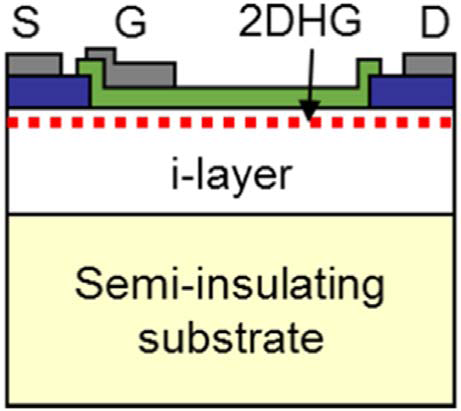 S G 2DHG D
i-layer
Semi-insulating
substrate